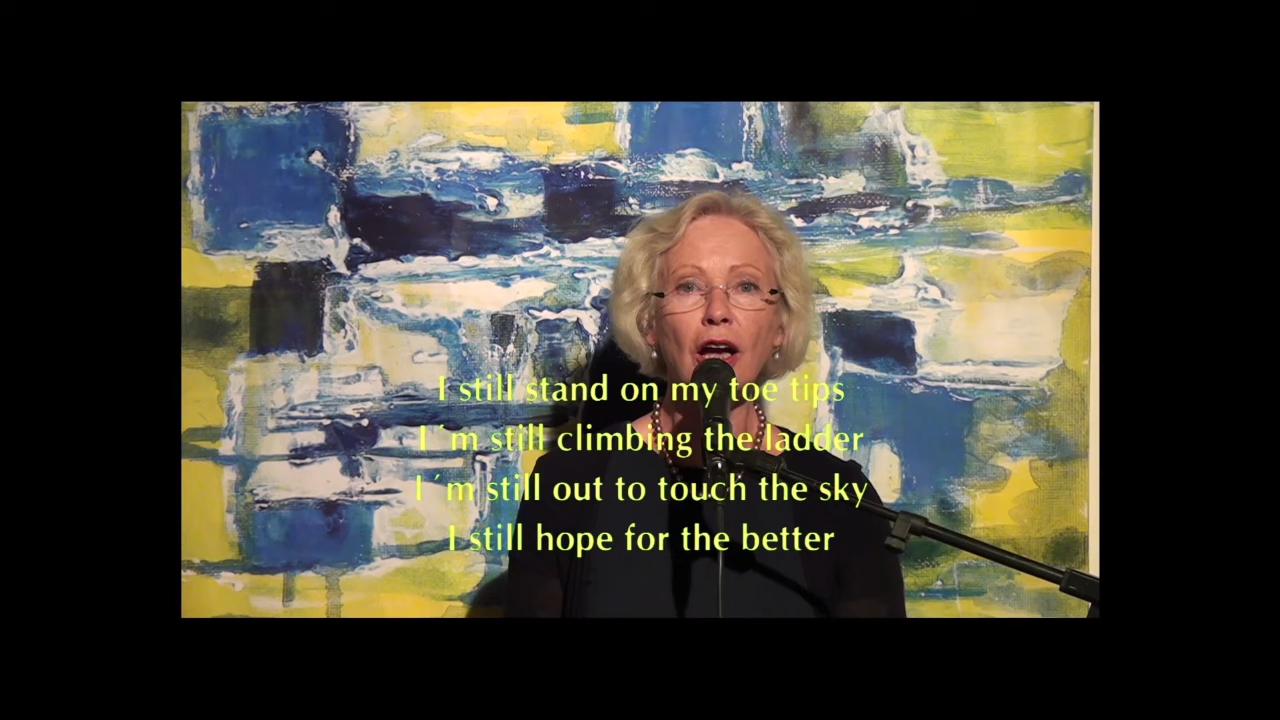 I still stand on my toe tips
I ´m still climbing the ladder
I ´m still out to touch the sky
I still hope for the better